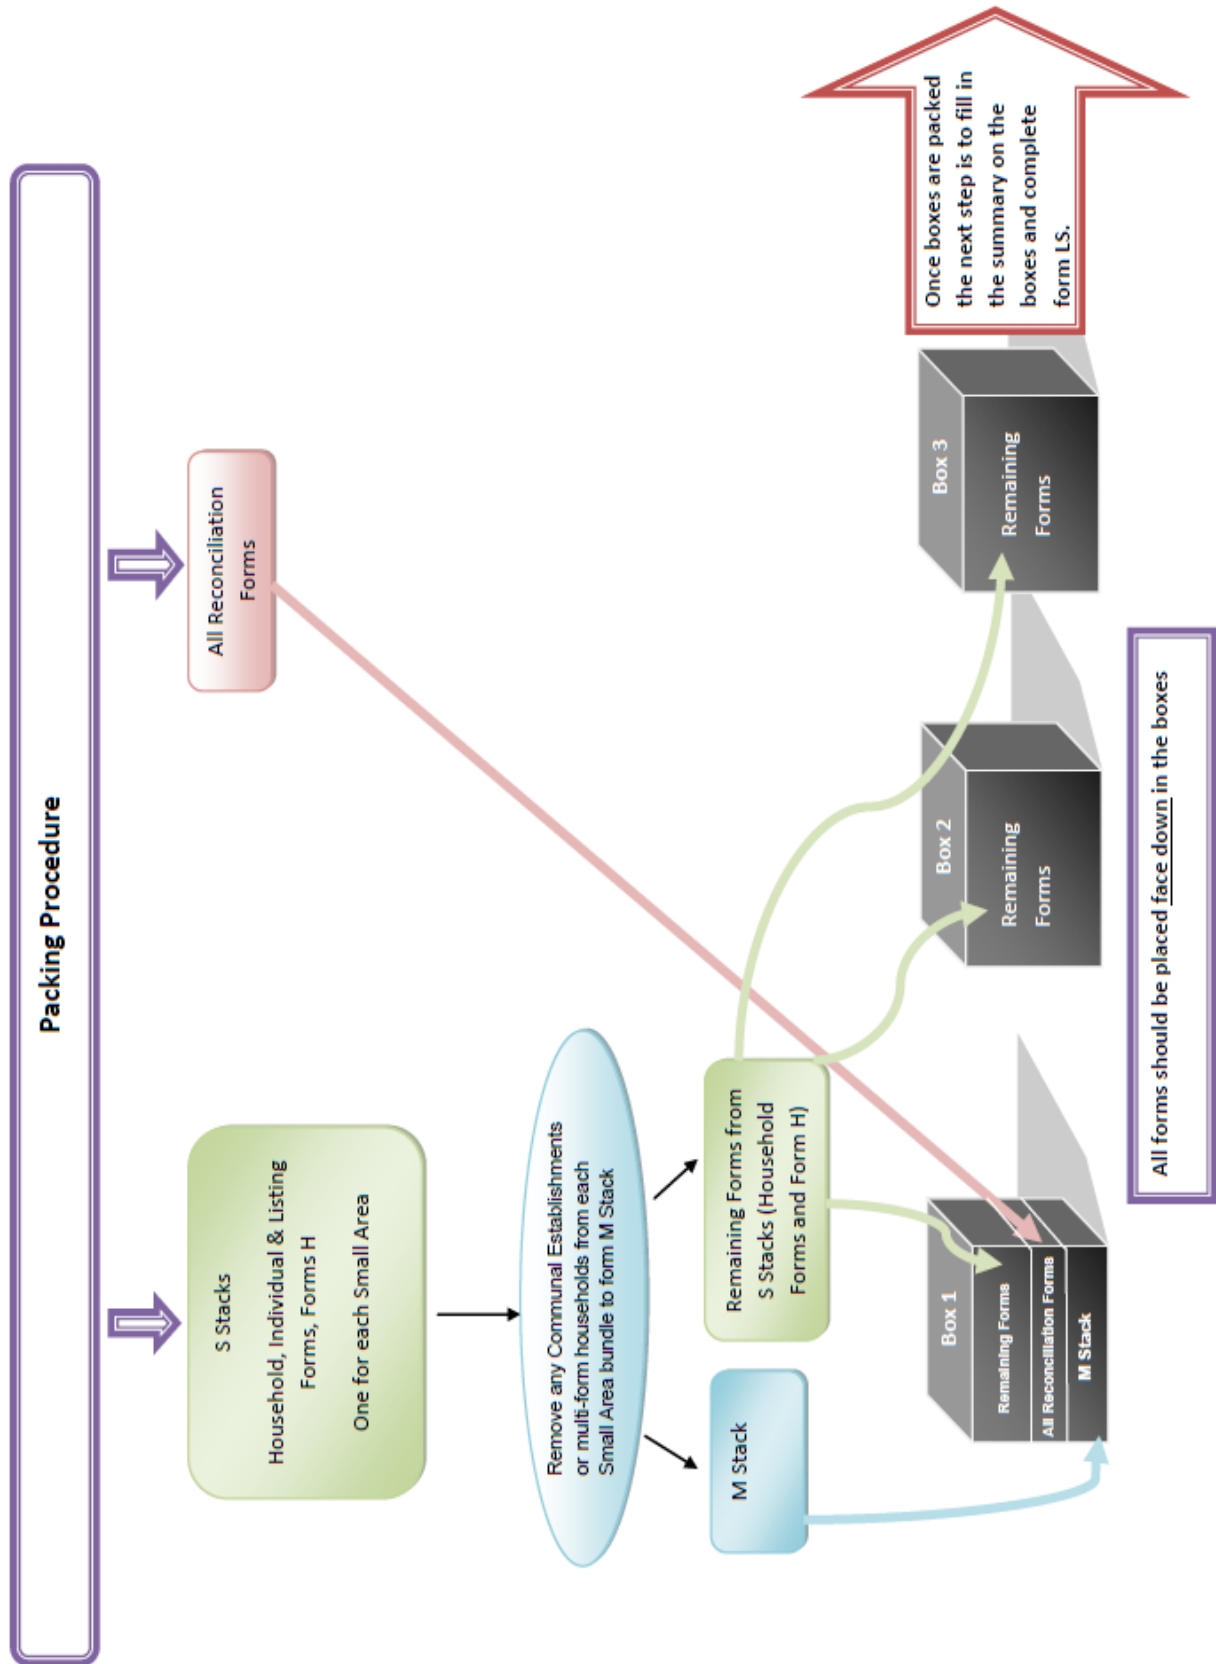 Packing Procedure
S Stacks
Household, Individual & Listing
Forms, Forms H
One for each Small Area
All Reconciliation
Forms
Remove any Communal Establishments
or multi-form households from each
Small Area bundle to form M Stack
M Stack
Remaining Forms from
S Stacks (Household
Forms and Form H)
Box 1
Remaining Forms
All Reconciliation Forms
M Stack
Box 2
Remaining
Forms
Box 3
Remaining
Forms
Once boxes are packed
the next step is to fill in
the summary on the
boxes and complete
form LS.
All forms should be placed face down in the boxes